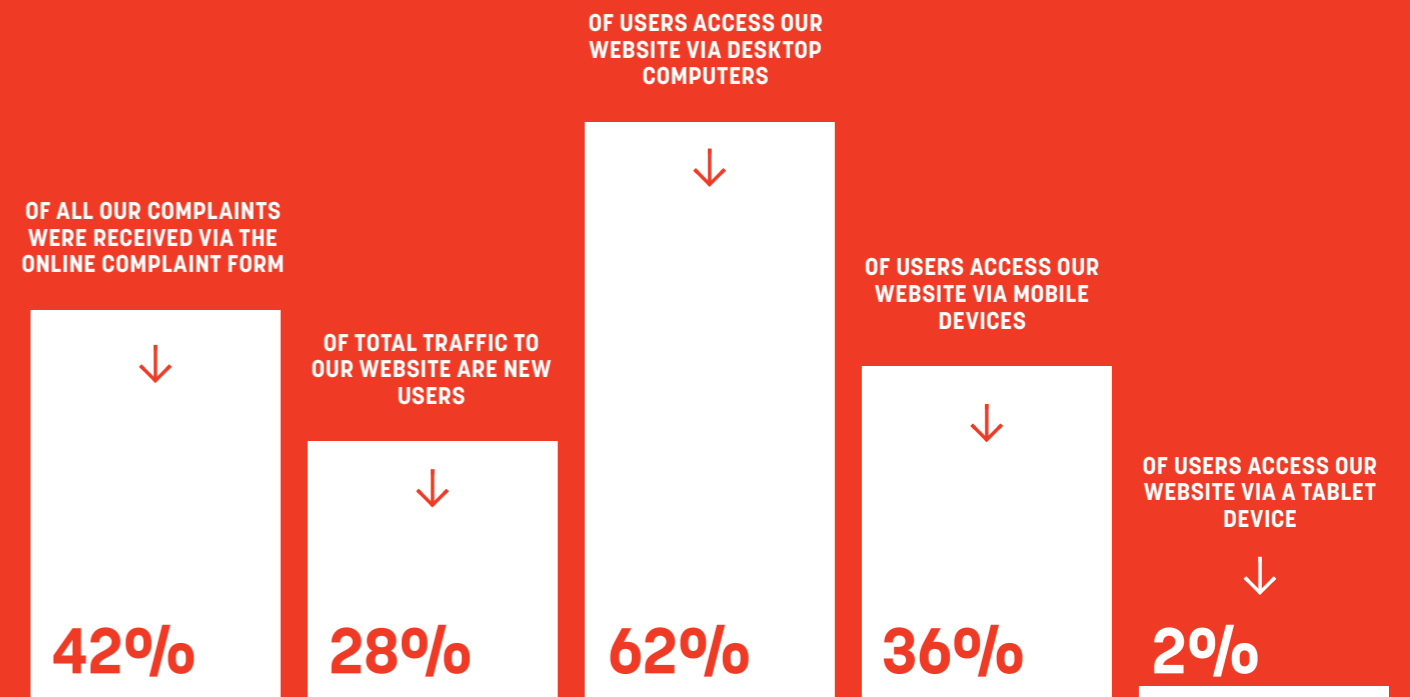 OF ALL OUR COMPLAINTS
WERE RECEIVED VIA THE
ONLINE COMPLAINT FORM
42%
OF TOTAL TRAFFIC TO
OUR WEBSITE ARE NEW
USERS
28%
OF USERS ACCESS OUR
WEBSITE VIA DESKTOP
COMPUTERS
62%
OF USERS ACCESS OUR
WEBSITE VIA MOBILE
DEVICES
36%
OF USERS ACCESS OUR
WEBSITE VIA A TABLET
DEVICE
2%